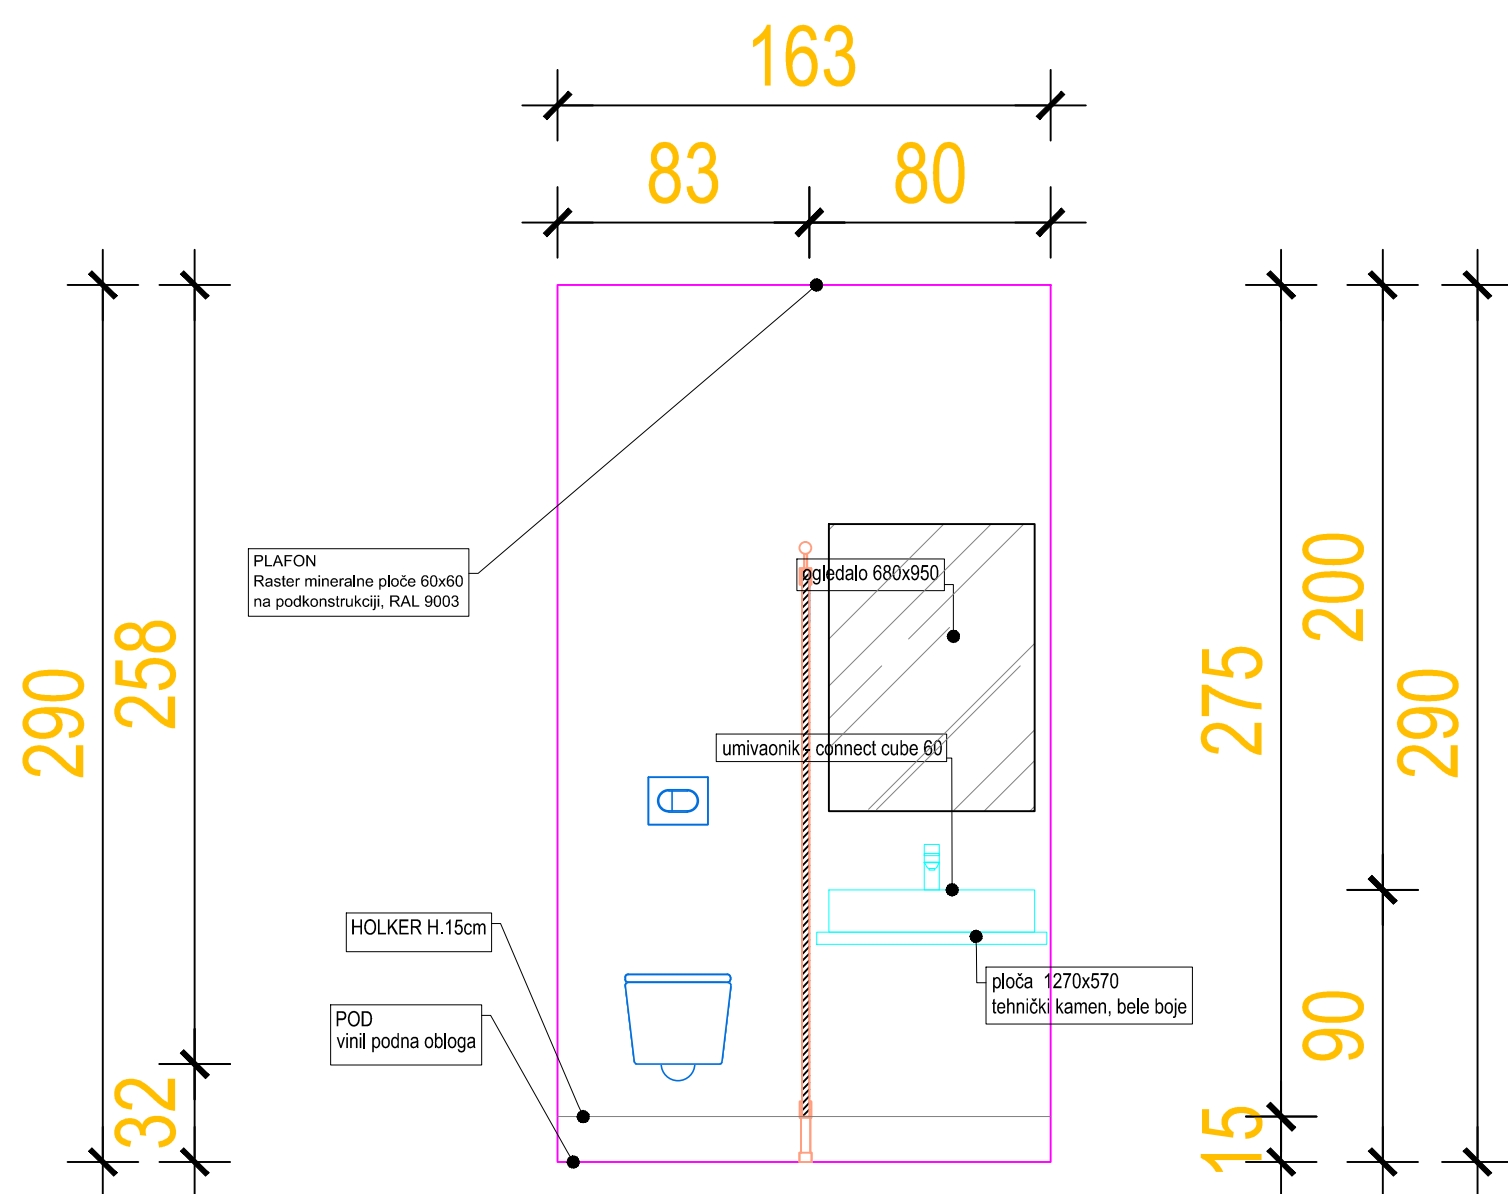 163
83
80
PLAFON
Raster mineralne ploče 60x60
na podkonstrukciji, RAL 9003
ogledalo 680x950
umivaonik - connect cube 60
HOLKER H.15cm
POD
vinil podna obloga
ploča 1270x570
tehnički kamen, bele boje
290
258
32
275
15
200
90
290